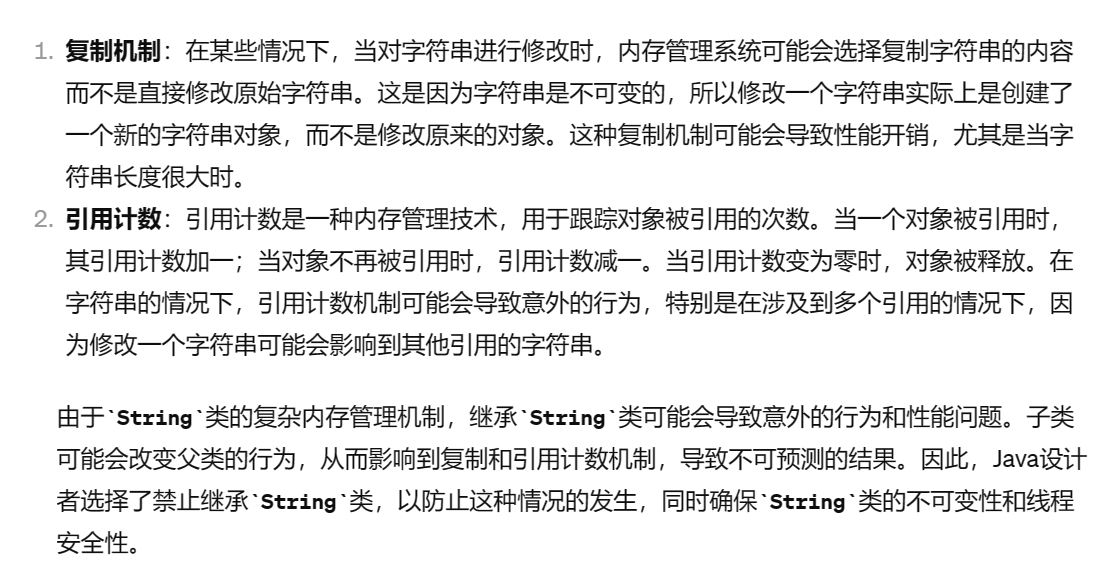 1. 复制机制：在某些情况下，当对字符串进行修改时，内存管理系统可能会选择复制字符串的内容
而不是直接修改原始字符串。这是因为字符串是不可变的，所以修改一个字符串实际上是创建了
一个新的字符串对象，而不是修改原来的对象。这种复制机制可能会导致性能开销，尤其是当字
符串长度很大时。
2. 引用计数：引用计数是一种内存管理技术，用于跟踪对象被引用的次数。当一个对象被引用时，
其引用计数加一；当对象不再被引用时，引用计数减一。当引用计数变为零时，对象被释放。在
字符串的情况下，引用计数机制可能会导致意外的行为，特别是在涉及到多个引用的情况下，因
为修改一个字符串可能会影响到其他引用的字符串。
由于`String`类的复杂内存管理机制，继承`String`类可能会导致意外的行为和性能问题。子类
可能会改变父类的行为，从而影响到复制和引用计数机制，导致不可预测的结果。因此，Java设计
者选择了禁止继承`String`类，以防止这种情况的发生，同时确保`String`类的不可变性和线程
安全性。